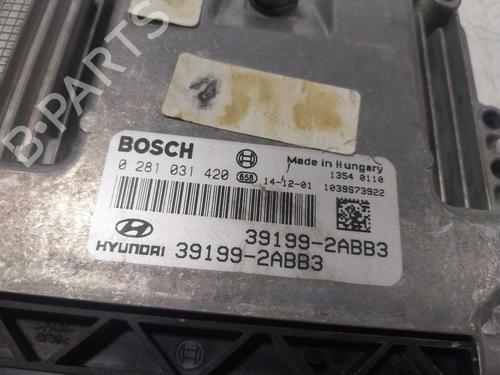 B-PARTS
BOSCH
Made in Hungary
0 281 031 420 658 14-12-01
1354 0110
1039S73922
39199-2ABB3
HYUNDAI 39199-2ABB3